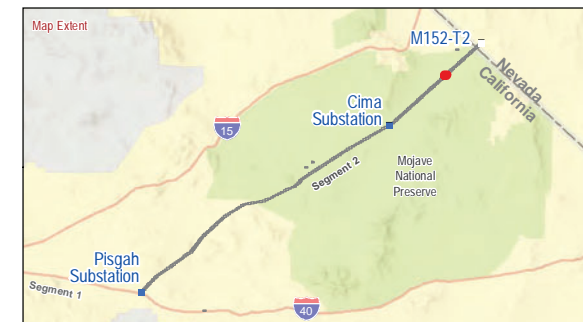 Map Extent
M152-T2
Nevada
California
Cima
Substation
15
Mojave
National
Preserve
Segment 2
Pisgah
Substation
Segment 1
40